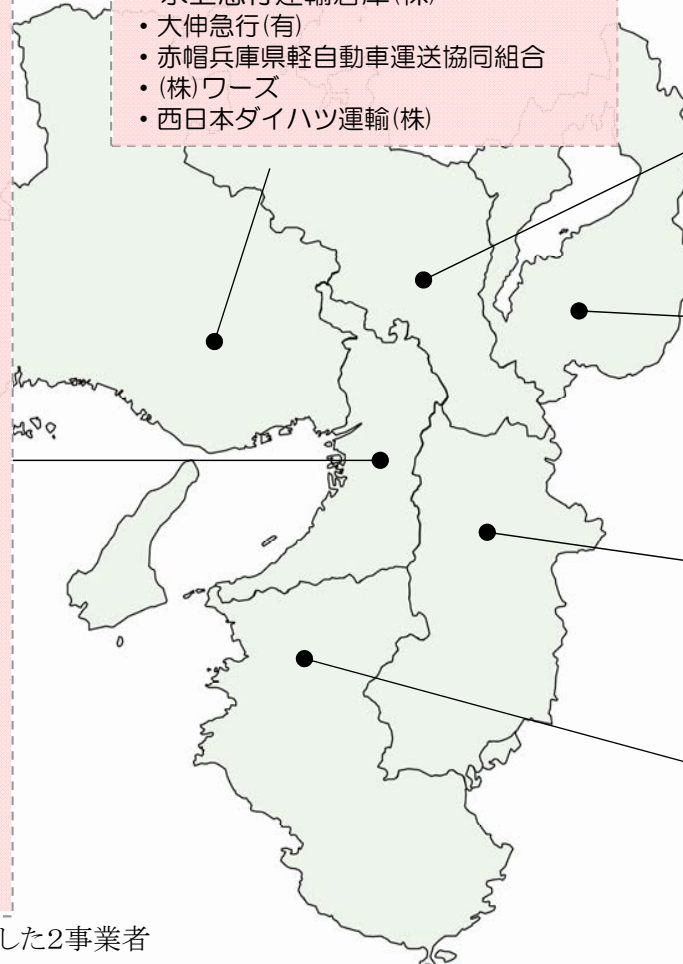 ・大伸急行(有)
・赤帽兵庫県軽自動車運送協同組合
・(株)ワーズ
・西日本ダイハツ運輸(株)
した2事業者